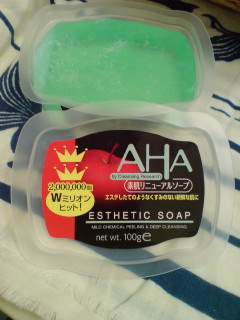 AHA
by Cleansing Research
素肌リニューアルソープ
エステしたてのようなくすみのない艶輝な肌に
2,000,000個
Wミリオン
ヒット!
ESTHETIC SOAP
MILD CHEMICAL PEELING & DEEP CLEANSING
net wt. 100g℮